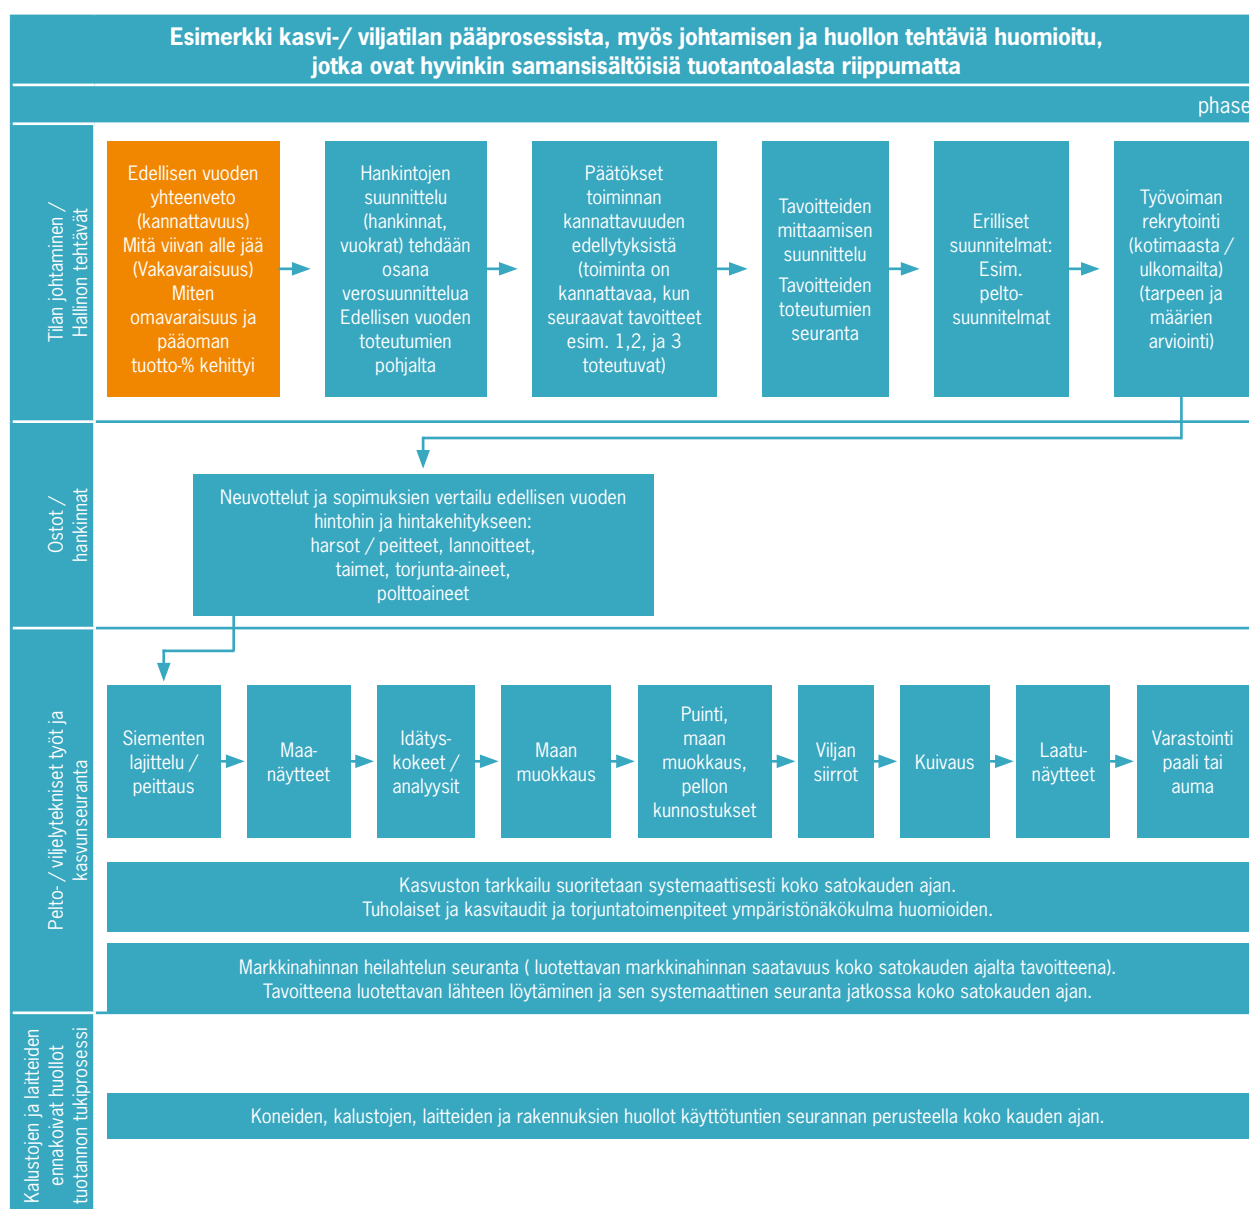 Esimerkki kasvi-/ viljatilan pääprosessista, myös johtamisen ja huollon tehtäviä huomioitu,
jotka ovat hyvinkin samansisältöisiä tuotantoalasta riippumatta
phase
Tilan johtaminen /
Hallinon tehtävät
Edellisen vuoden
yhteenveto
(kannattavuus)
Mitä viivan alle jää
(Vakavaraisuus)
Miten
omavaraisuus ja
pääoman
tuotto-% kehittyi
Hankintojen
suunnittelu
(hankinnat,
vuokrat) tehdään
osana
verosuunnittelua
Edellisen vuoden
toteutumien
pohjalta
Päätökset
toiminnan
kannattavuuden
edellytyksistä
(toiminta on
kannattavaa, kun
seuraavat tavoitteet
esim. 1,2, ja 3
toteutuvat)
Tavoitteiden
mittaamisen
suunnittelu
Tavoitteiden
toteutumien
seuranta
Erilliset
suunnitelmat:
Esim.
pelto-
suunnitelmat
Työvoiman
rekrytointi
(kotimaasta /
ulkomailta)
(tarpeen ja
määrien
arviointi)
Ostot /
hankinnat
Neuvottelut ja sopimuksien vertailu edellisen vuoden
hintohin ja hintakehitykseen:
harsot / peitteet, lannoitteet,
taimet, torjunta-aineet,
polttoaineet
Pelto- / viljelytekniset työt ja
kasvunseuranta
Siementen
lajittelu /
peittaus
Maa-
näytteet
Idätys-
kokeet /
analyysit
Maan
muokkaus
Puinti,
maan
muokkaus,
pellon
kunnostukset
Viljan
siirrot
Kuivaus
Laatu-
näytteet
Varastointi
paali tai
auma
Kasvuston tarkkailu suoritetaan systemaattisesti koko satokauden ajan.
Tuholaiset ja kasvitaudit ja torjuntatoimenpiteet ympäristönäkökulma huomioiden.
Markkinahinnan heilahtelun seuranta ( luotettavan markkinahinnan saatavuus koko satokauden ajalta tavoitteena).
Tavoitteena luotettavan lähteen löytäminen ja sen systemaattinen seuranta jatkossa koko satokauden ajan.
Kalustojen ja laitteiden
ennakoivat huollot
tuotannon tukiprosessi
Koneiden, kalustojen, laitteiden ja rakennuksien huollot käyttötuntien seurannan perusteella koko kauden ajan.